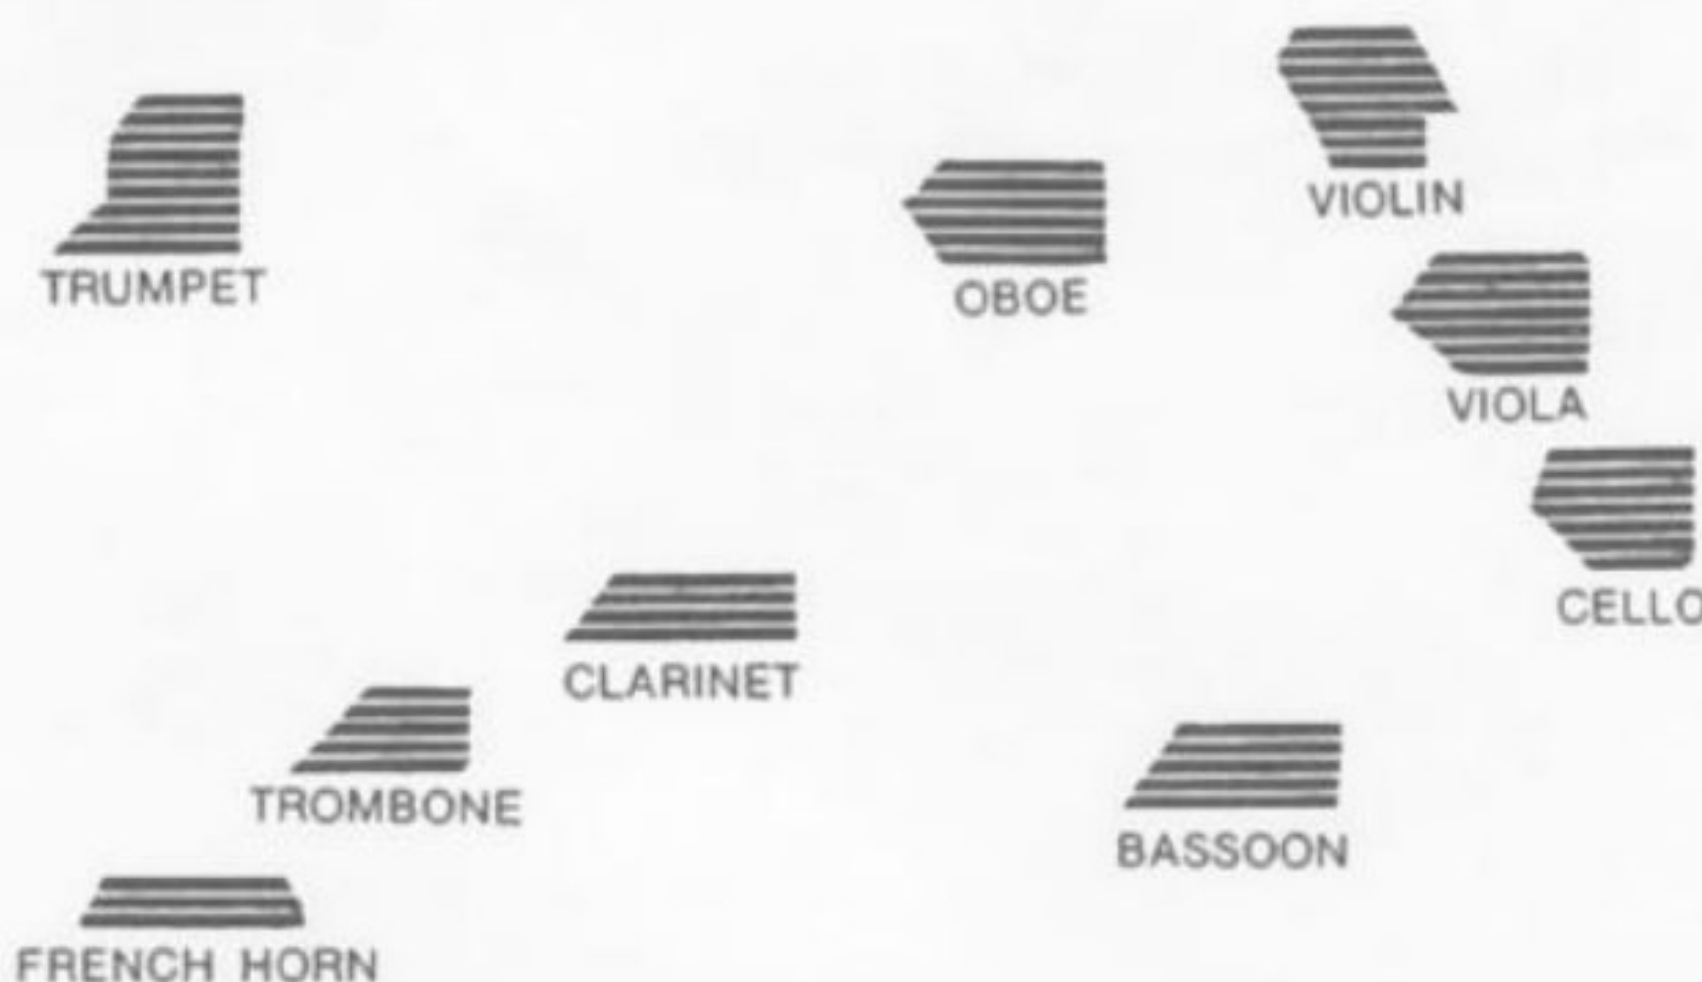 VIOLIN
TRUMPET
OBOE
VIOLA
CELLO
CLARINET
TROMBONE
BASSOON
FRENCH HORN